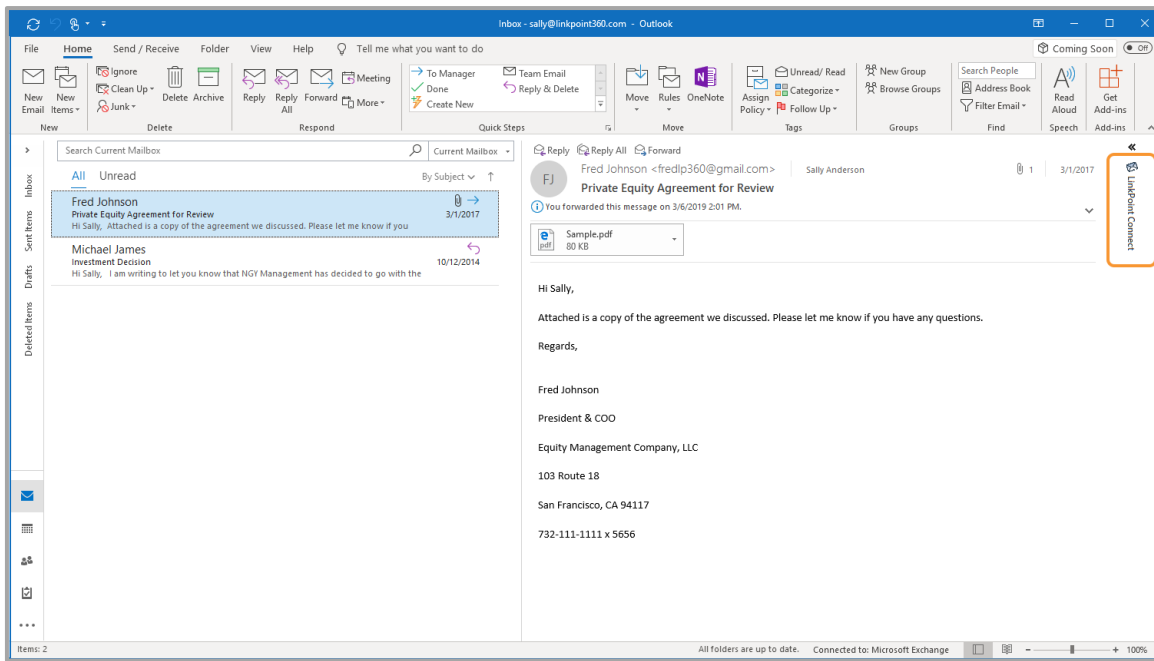 Inbox - sally@linkpoint360.com - Outlook
File Home Send / Receive Folder View Help Tell me what you want to do Coming Soon Off
New Email
New Items
Ignore
Clean Up
Junk
Delete
Archive
Reply
Reply All
Forward
Meeting
More
To Manager
Done
Create New
Team Email
Reply & Delete
Move
Rules
OneNote
Assign Policy
Unread/ Read
Categorize
Follow Up
New Group
Browse Groups
Search People
Address Book
Filter Email
Read Aloud
Get Add-ins
New Delete Respond Quick Steps Move Tags Groups Find Speech Add-ins
Inbox
Sent Items
Drafts
Deleted Items
Search Current Mailbox Current Mailbox
All Unread By Subject
Fred Johnson
Private Equity Agreement for Review 3/1/2017
Hi Sally, Attached is a copy of the agreement we discussed. Please let me know if you
Michael James
Investment Decision 10/12/2014
Hi Sally, I am writing to let you know that NGY Management has decided to go with the
Reply Reply All Forward
FJ
Fred Johnson <fredlp360@gmail.com> Sally Anderson 1 3/1/2017
Private Equity Agreement for Review
You forwarded this message on 3/6/2019 2:01 PM.
pdf
Sample.pdf
80 KB
Hi Sally,
Attached is a copy of the agreement we discussed. Please let me know if you have any questions.
Regards,
Fred Johnson
President & COO
Equity Management Company, LLC
103 Route 18
San Francisco, CA 94117
732-111-1111 x 5656
LinkPoint Connect
Items: 2 All folders are up to date. Connected to: Microsoft Exchange 100%